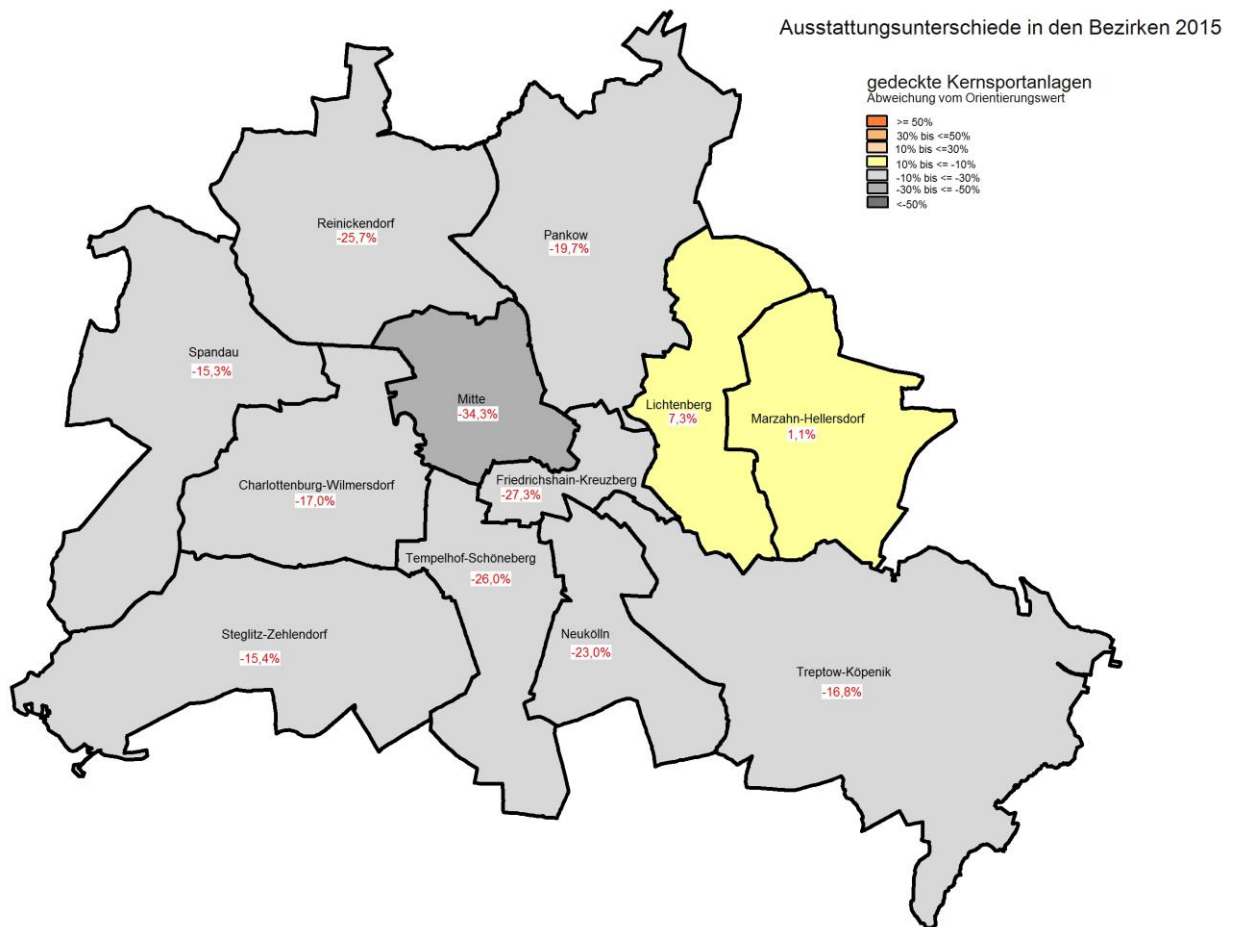 Ausstattungsunterschiede in den Bezirken 2015
gedeckte Kernsportanlagen
Abweichung vom Orientierungswert
>= 50%
30% bis <=50%
10% bis <=30%
10% bis <= -10%
-10% bis <= -30%
-30% bis <= -50%
<-50%
Reinickendorf
-25,7%
Pankow
-19,7%
Spandau
-15,3%
Mitte
-34,3%
Lichtenberg
7,3%
Marzahn-Hellersdorf
1,1%
Charlottenburg-Wilmersdorf
-17,0%
Friedrichshain-Kreuzberg
-27,3%
Tempelhof-Schöneberg
-26,0%
Steglitz-Zehlendorf
-15,4%
Neukölln
-23,0%
Treptow-Köpenik
-16,8%